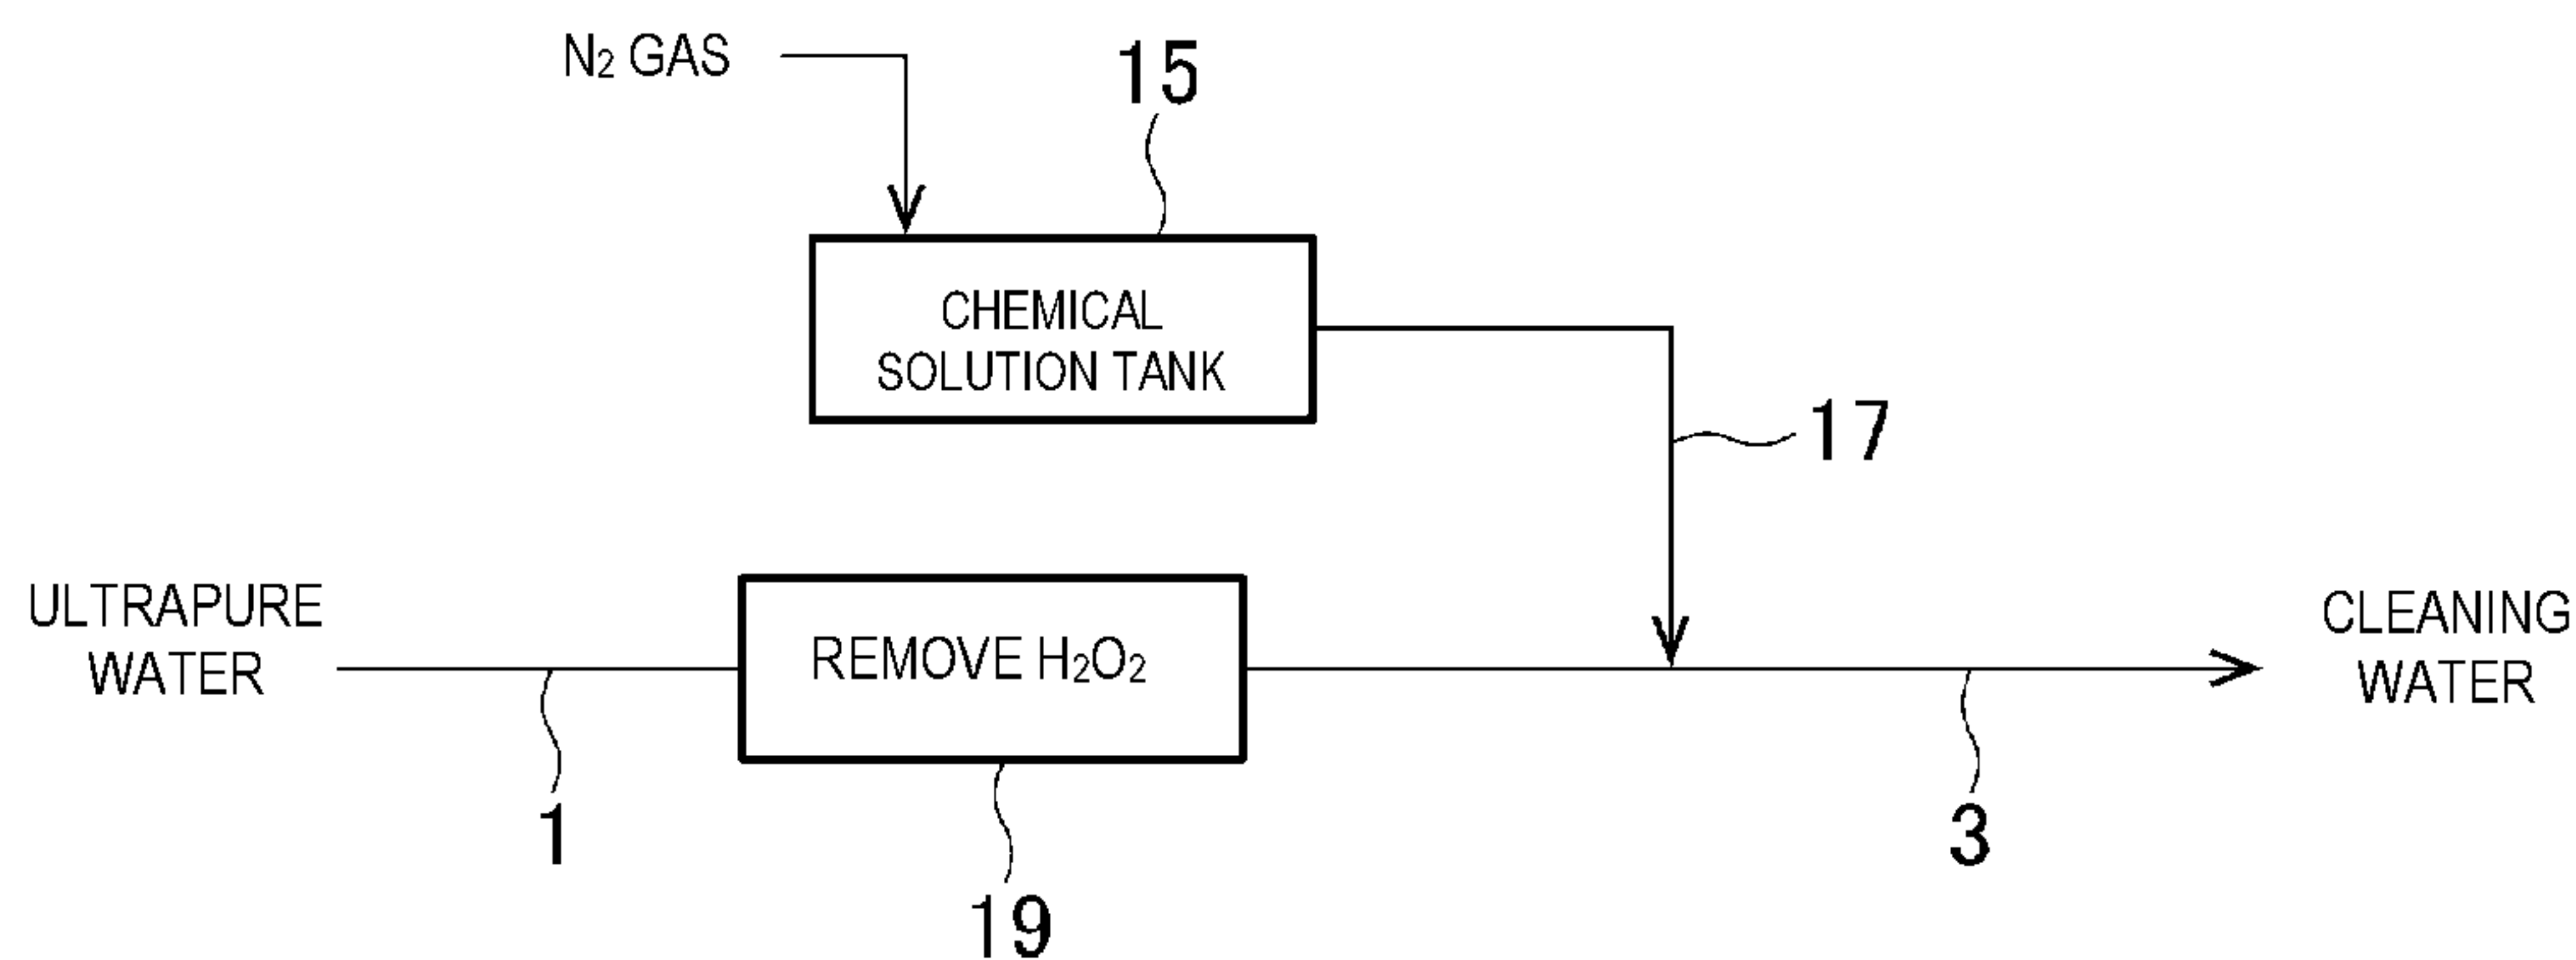 N₂ GAS
15
CHEMICAL
SOLUTION TANK
17
ULTRAPURE
WATER
REMOVE H₂O₂
CLEANING
WATER
1
3
19